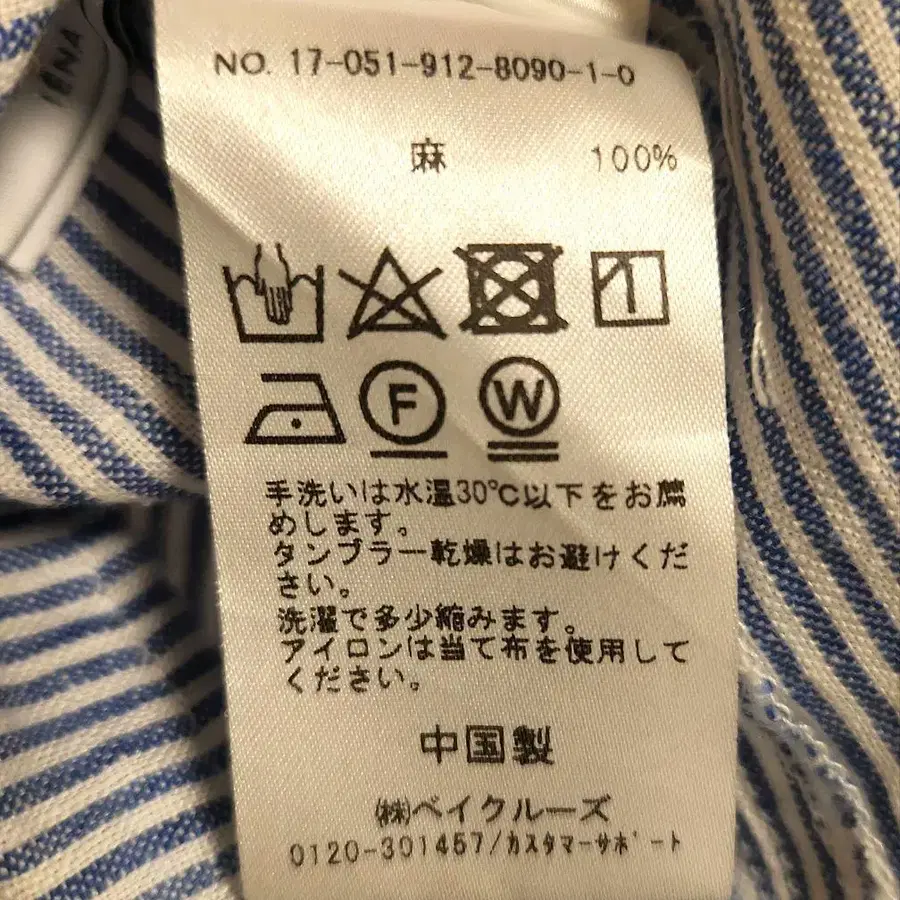 NO. 17-051-912-8090-1-0
麻 100%
F W
手洗いは水温30℃以下をお薦
めします。
タンブラー乾燥はお避けくだ
さい。
洗濯で多少縮みます。
アイロンは当て布を使用して
ください。
中国製
㈱ベイクルーズ
0120-301457/カスタマーサポート